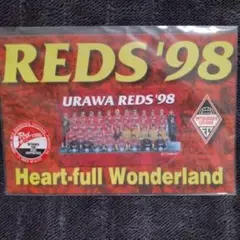 REDS '98
URAWA REDS '98
Heart-full Wonderland